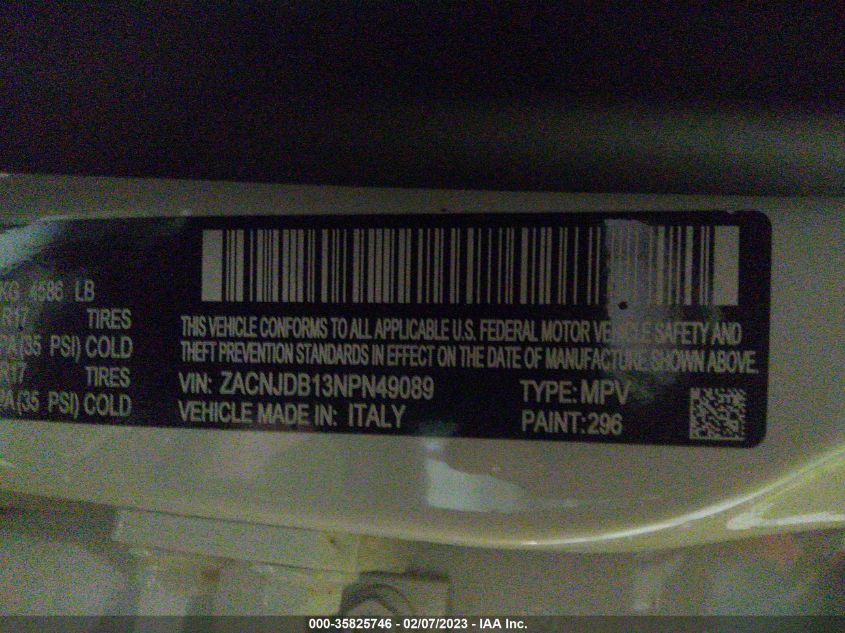 KG 4586 LB
R17 TIRES
PA(35 PSI) COLD
R17 TIRES
PA(35 PSI) COLD
THIS VEHICLE CONFORMS TO ALL APPLICABLE U.S. FEDERAL MOTOR VEHICLE SAFETY AND
THEFT PREVENTION STANDARDS IN EFFECT ON THE DATE OF MANUFACTURE SHOWN ABOVE.
VIN: ZACNJDB13NPN49089 TYPE: MPV
VEHICLE MADE IN: ITALY PAINT: 296
000-35825746 - 02/07/2023 - IAA Inc.